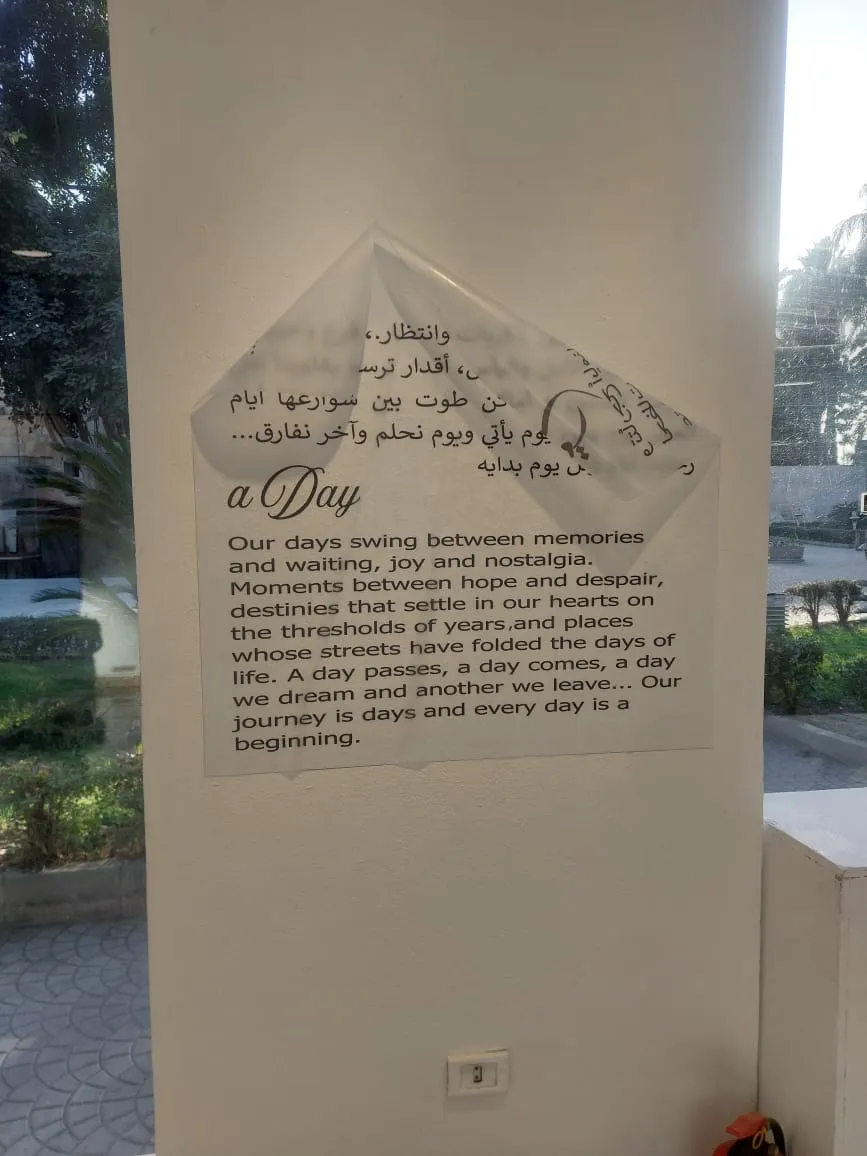 وانتظار.،
، أقدار ترسـ
طوت بين شوارعها ايام
يوم يأتي ويوم نحلم وآخر نفارق...
يوم بدايه
a Day
Our days swing between memories
and waiting, joy and nostalgia.
Moments between hope and despair,
destinies that settle in our hearts on
the thresholds of years,and places
whose streets have folded the days of
life. A day passes, a day comes, a day
we dream and another we leave... Our
journey is days and every day is a
beginning.